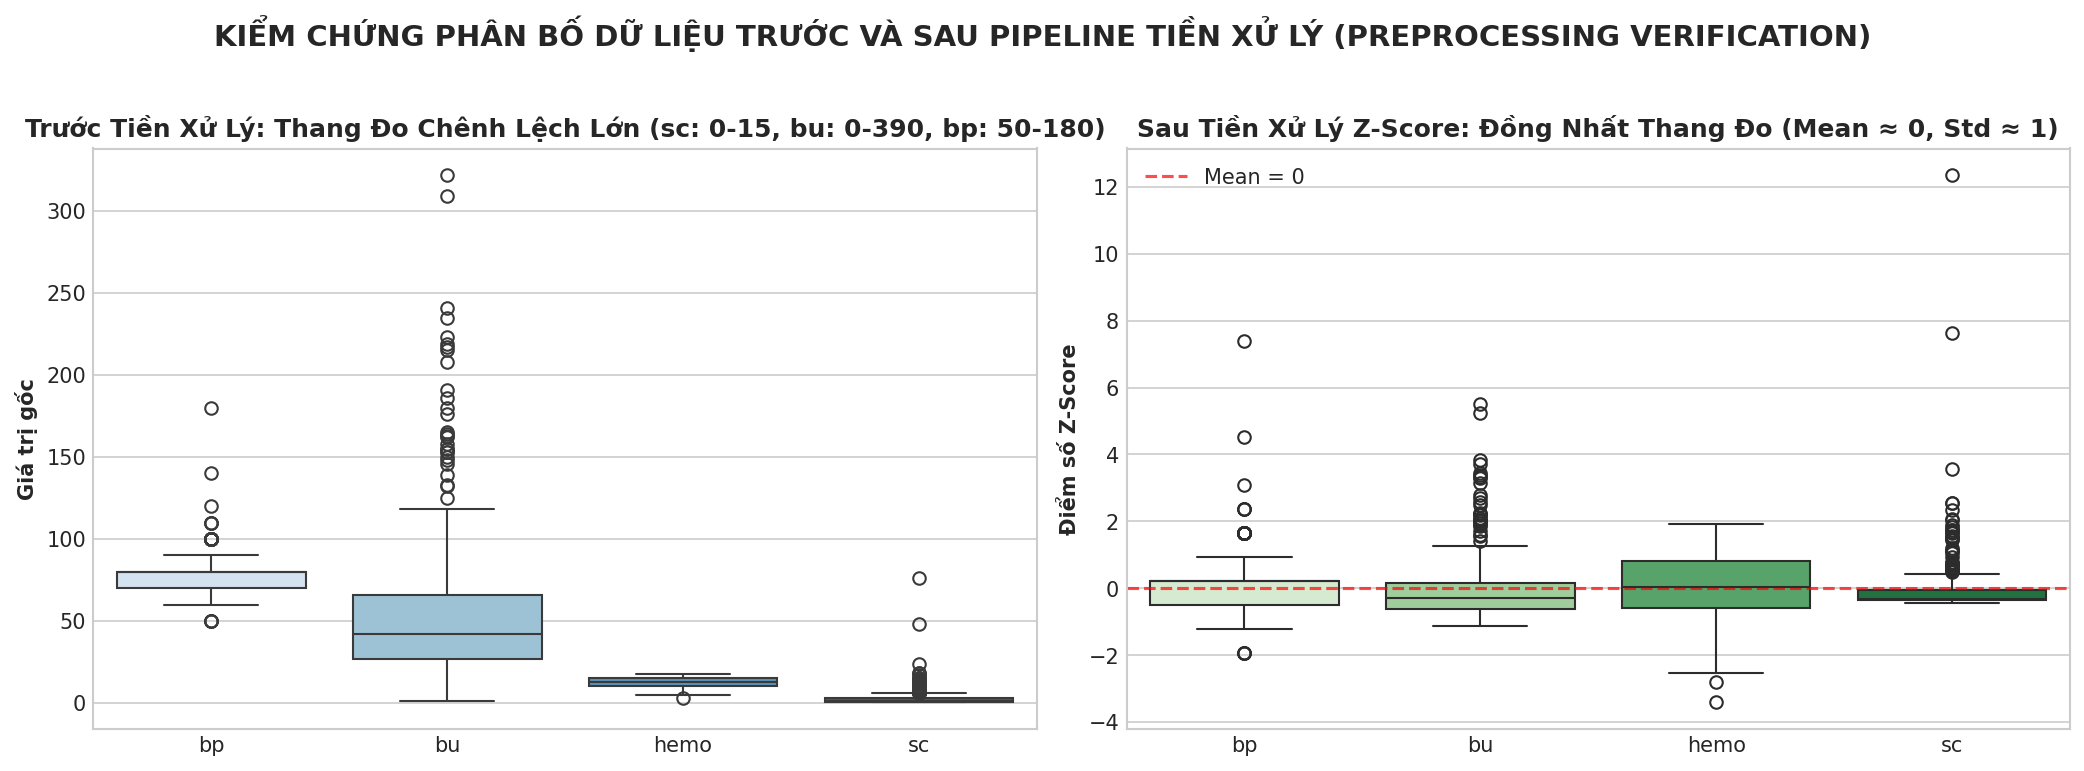 KIỂM CHỨNG PHÂN BỐ DỮ LIỆU TRƯỚC VÀ SAU PIPELINE TIỀN XỬ LÝ (PREPROCESSING VERIFICATION)
Trước Tiền Xử Lý: Thang Đo Chênh Lệch Lớn (sc: 0-15, bu: 0-390, bp: 50-180)
Giá trị gốc
300
250
200
150
100
50
0
bp bu hemo sc
Sau Tiền Xử Lý Z-Score: Đồng Nhất Thang Đo (Mean ≈ 0, Std ≈ 1)
Mean = 0
Điểm số Z-Score
12
10
8
6
4
2
0
−2
−4
bp bu hemo sc